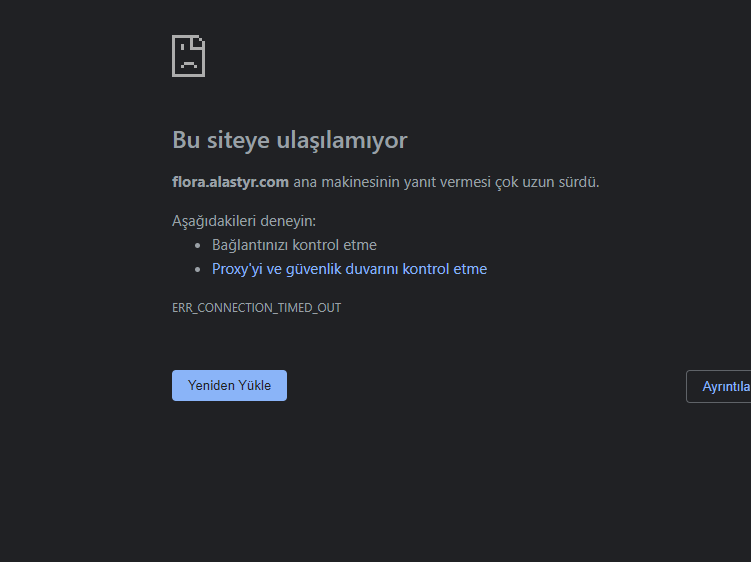 Bu siteye ulaşılamıyor
flora.alastyr.com ana makinesinin yanıt vermesi çok uzun sürdü.
Aşağıdakileri deneyin:
Bağlantınızı kontrol etme
Proxy'yi ve güvenlik duvarını kontrol etme
ERR_CONNECTION_TIMED_OUT
Yeniden Yükle
Ayrıntıla